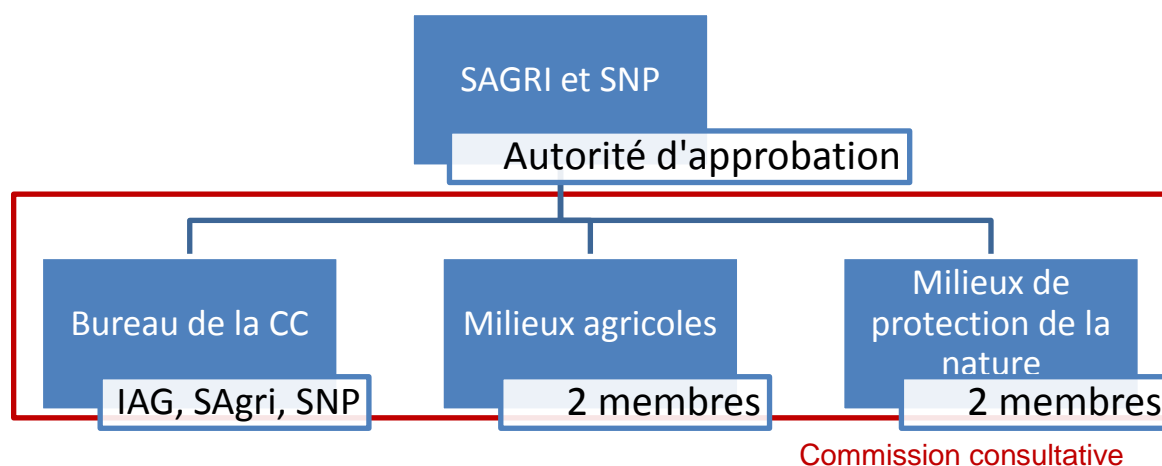 SAGRI et SNP
Autorité d'approbation
Bureau de la CC
IAG, SAgri, SNP
Milieux agricoles
2 membres
Milieux de
protection de la
nature
2 membres
Commission consultative